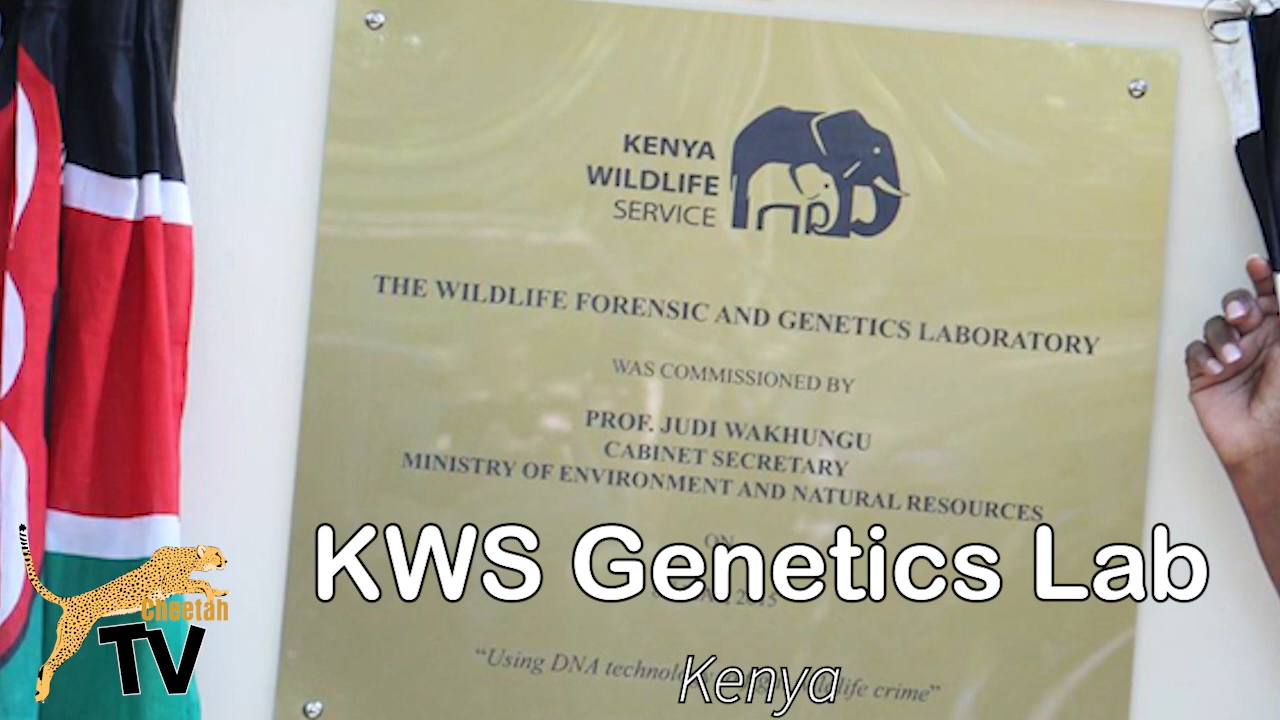 KENYA
WILDLIFE
SERVICE
THE WILDLIFE FORENSIC AND GENETICS LABORATORY
WAS COMMISSIONED BY
PROF. JUDI WAKHUNGU
CABINET SECRETARY
MINISTRY OF ENVIRONMENT AND NATURAL RESOURCES
ON
2015
KWS Genetics Lab
"Using DNA crime"
Kenya
Cheetah
TV